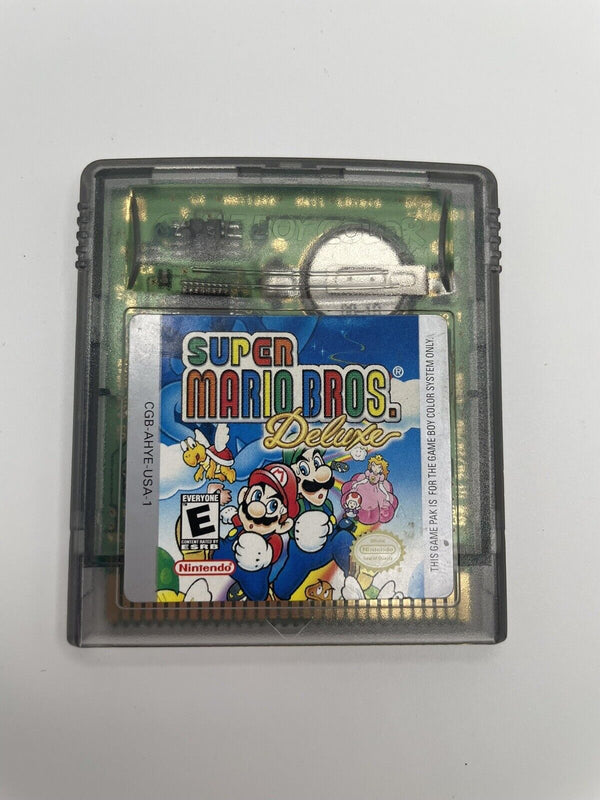 SUPER
MARIO BROS.®
Deluxe
CGB-AHYE-USA-1
THIS GAME PAK IS FOR THE GAME BOY COLOR SYSTEM ONLY.
EVERYONE
E
CONTENT RATED BY
ESRB
Nintendo
Nintendo